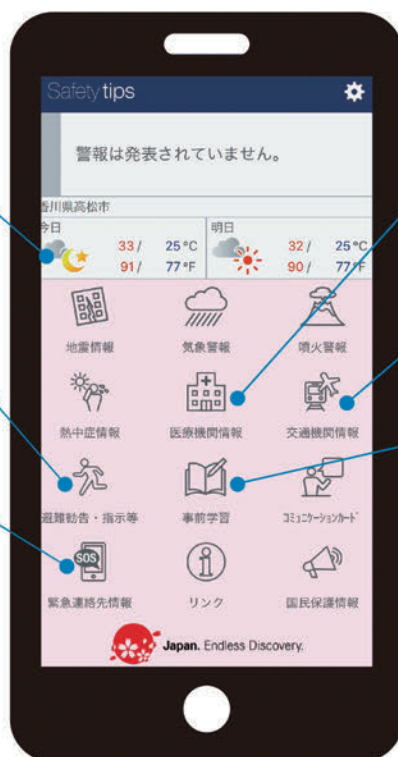 Safety tips
警報は発表されていません。
香川県高松市
今日
明日
33/ 25°C
91/ 77°F
32/ 25°C
90/ 77°F
地震情報
気象警報
噴火警報
熱中症情報
医療機関情報
交通機関情報
避難勧告・指示等
事前学習
ｺﾐｭﾆｹｰｼｮﾝｶｰﾄﾞ
SOS
緊急連絡先情報
リンク
国民保護情報
Japan. Endless Discovery.